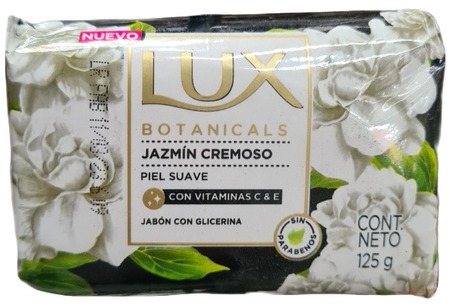 NUEVO
LUX
BOTANICALS
JAZMÍN CREMOSO
PIEL SUAVE
CON VITAMINAS C & E
JABÓN CON GLICERINA
SIN
PARABENOS
CONT.
NETO
125 g